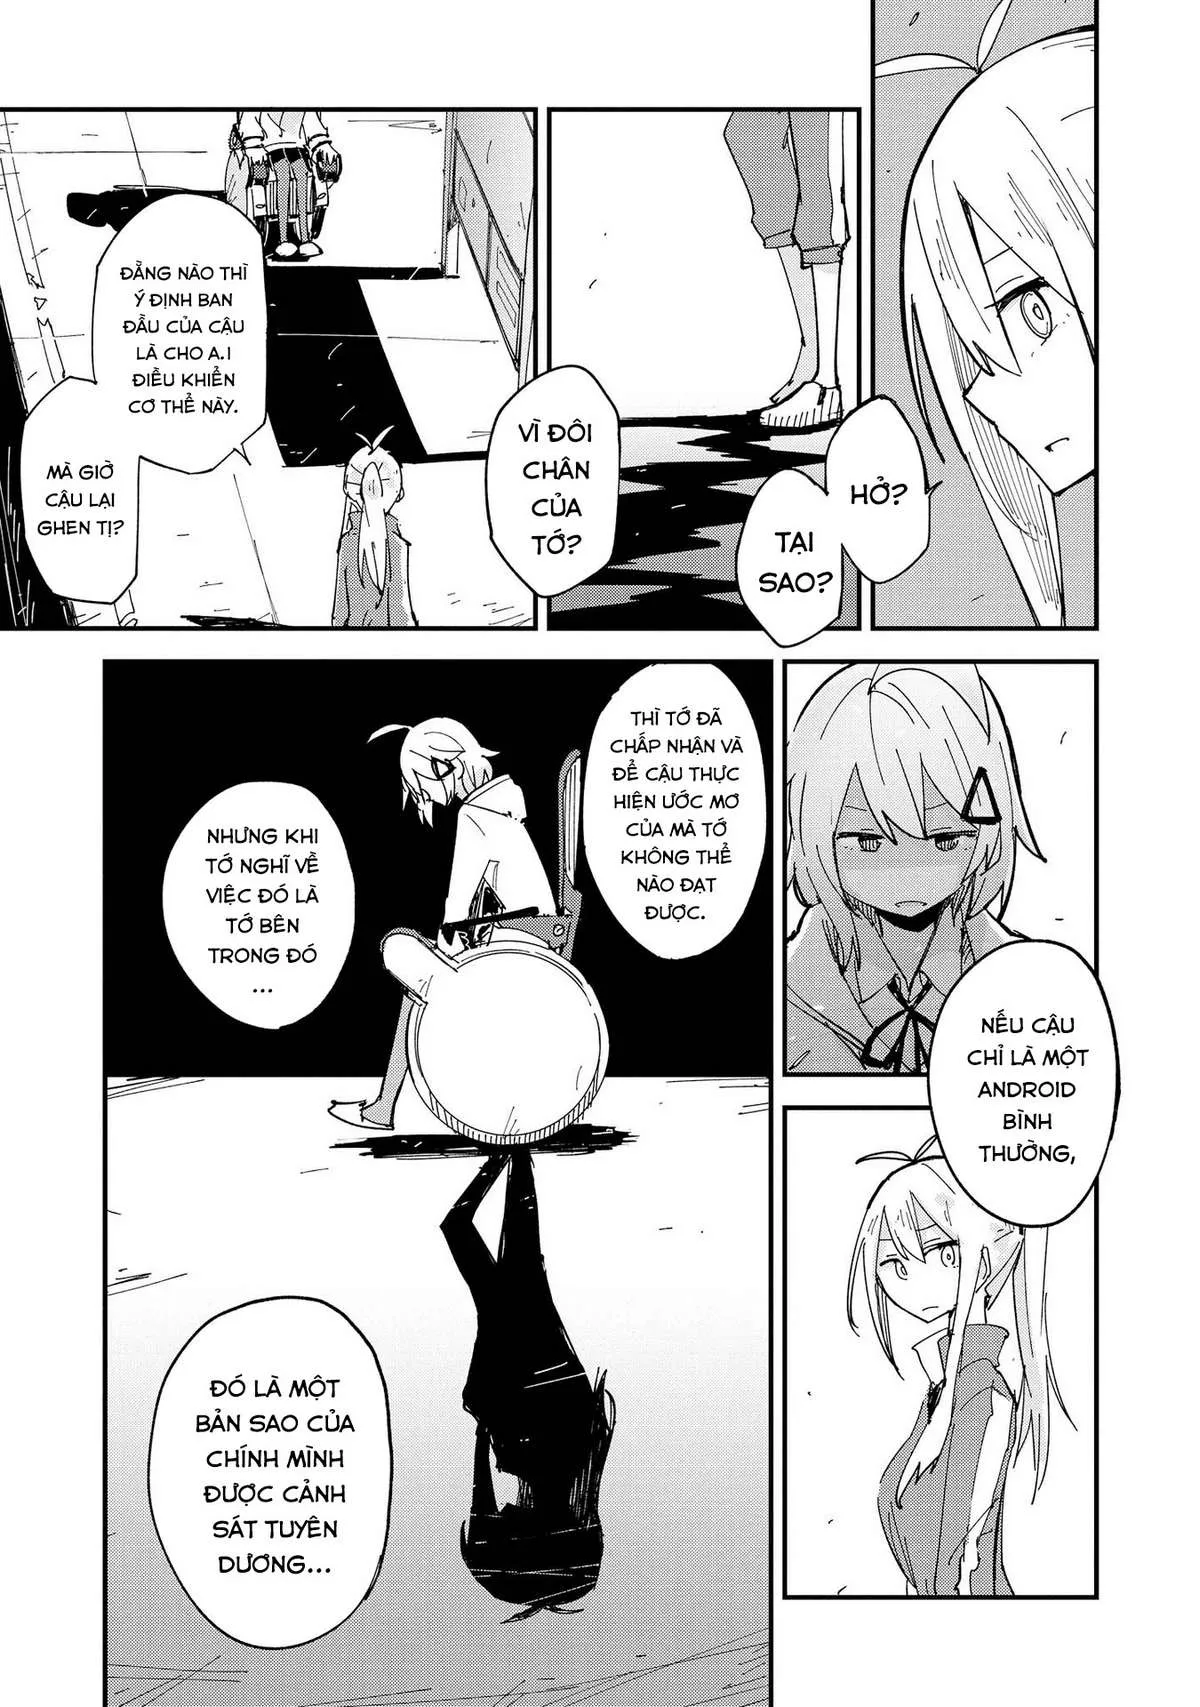 HỞ?
TẠI
SAO?
VÌ ĐÔI
CHÂN CỦA
TỚ?
ĐẰNG NÀO THÌ
Ý ĐỊNH BAN
ĐẦU CỦA CẬU
LÀ CHO A.I
ĐIỀU KHIỂN
CƠ THỂ NÀY.
MÀ GIỜ
CẬU LẠI
GHEN TỊ?
NẾU CẬU
CHỈ LÀ MỘT
ANDROID
BÌNH
THƯỜNG,
THÌ TỚ ĐÃ
CHẤP NHẬN VÀ
ĐỂ CẬU THỰC
HIỆN ƯỚC MƠ
CỦA MÀ TỚ
KHÔNG THỂ
NÀO ĐẠT
ĐƯỢC.
NHƯNG KHI
TỚ NGHĨ VỀ
VIỆC ĐÓ LÀ
TỚ BÊN
TRONG ĐÓ
...
ĐÓ LÀ MỘT
BẢN SAO CỦA
CHÍNH MÌNH
ĐƯỢC CẢNH
SÁT TUYÊN
DƯƠNG...